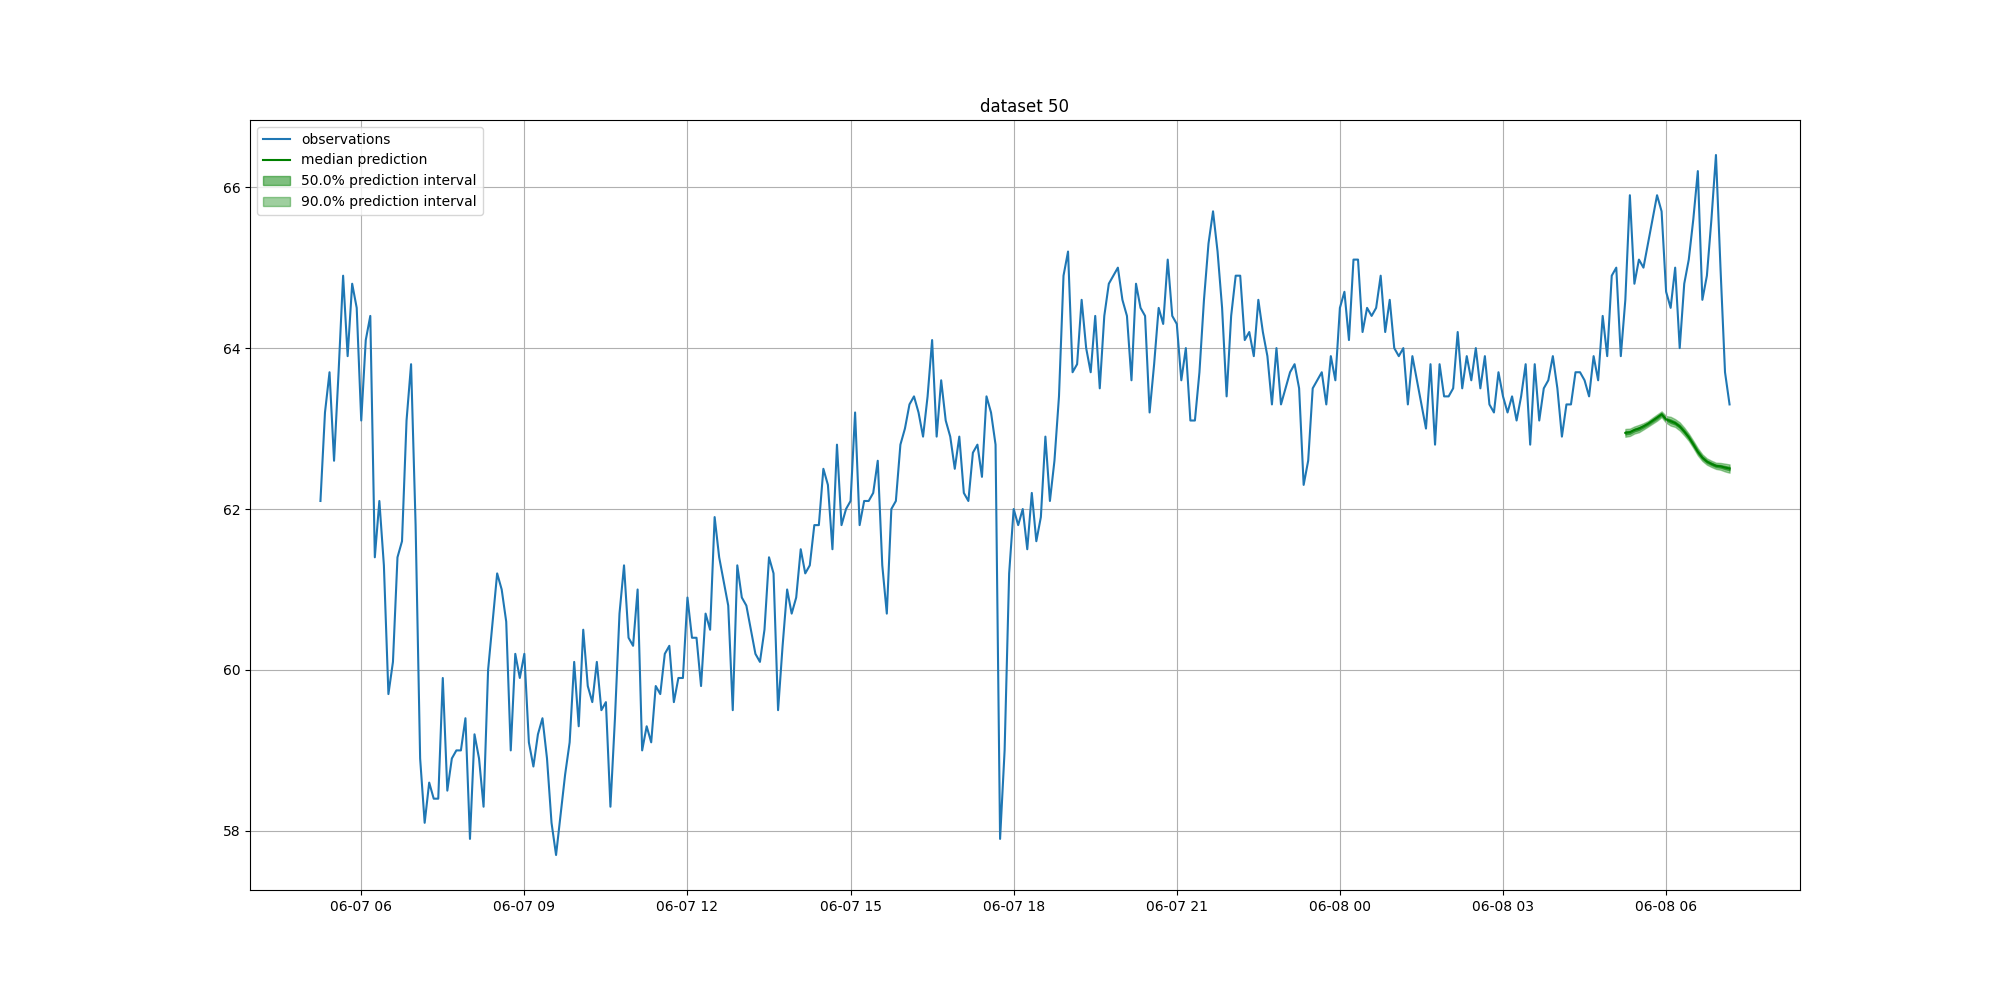 dataset 50
observations
median prediction
50.0% prediction interval
90.0% prediction interval
66
64
62
60
58
06-07 06
06-07 09
06-07 12
06-07 15
06-07 18
06-07 21
06-08 00
06-08 03
06-08 06